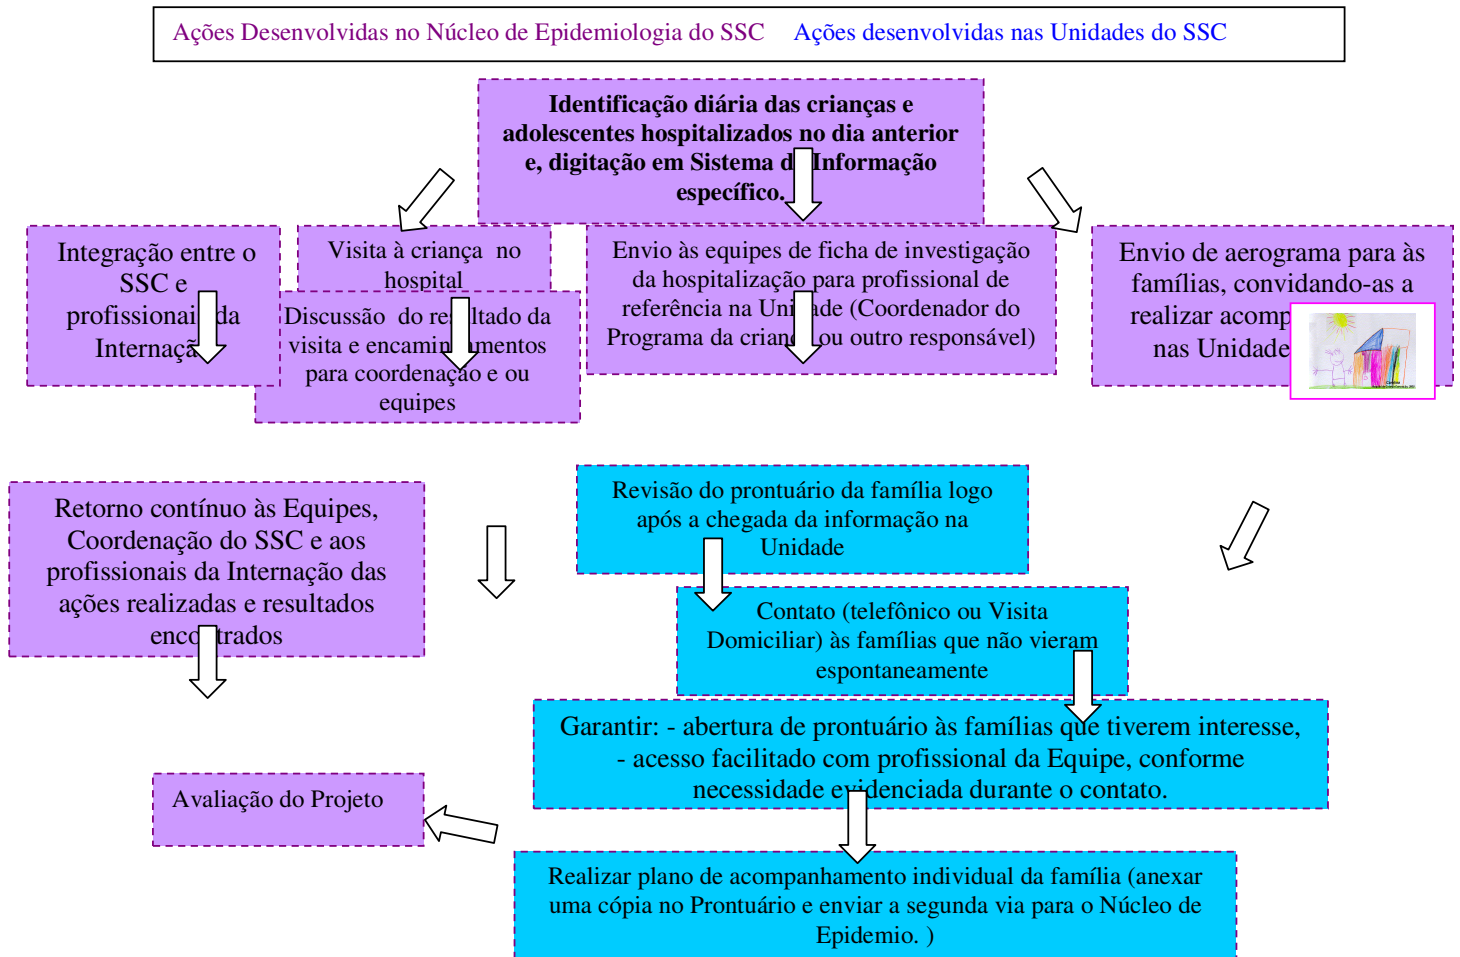 Ações Desenvolvidas no Núcleo de Epidemiologia do SSC Ações desenvolvidas nas Unidades do SSC
Identificação diária das crianças e
adolescentes hospitalizados no dia anterior
e, digitação em Sistema de Informação
específico.
Integração entre o
SSC e
profissionais da
Internação
Visita à criança no
hospital
Discussão do resultado da
visita e encaminhamentos
para coordenação e ou
equipes
Envio às equipes de ficha de investigação
da hospitalização para profissional de
referência na Unidade (Coordenador do
Programa da criança ou outro responsável)
Envio de aerograma para às
famílias, convidando-as a
realizar acomp
nas Unidade
Retorno contínuo às Equipes,
Coordenação do SSC e aos
profissionais da Internação das
ações realizadas e resultados
encontrados
Revisão do prontuário da família logo
após a chegada da informação na
Unidade
Contato (telefônico ou Visita
Domiciliar) às famílias que não vieram
espontaneamente
Garantir: - abertura de prontuário às famílias que tiverem interesse,
- acesso facilitado com profissional da Equipe, conforme
necessidade evidenciada durante o contato.
Avaliação do Projeto
Realizar plano de acompanhamento individual da família (anexar
uma cópia no Prontuário e enviar a segunda via para o Núcleo de
Epidemio. )